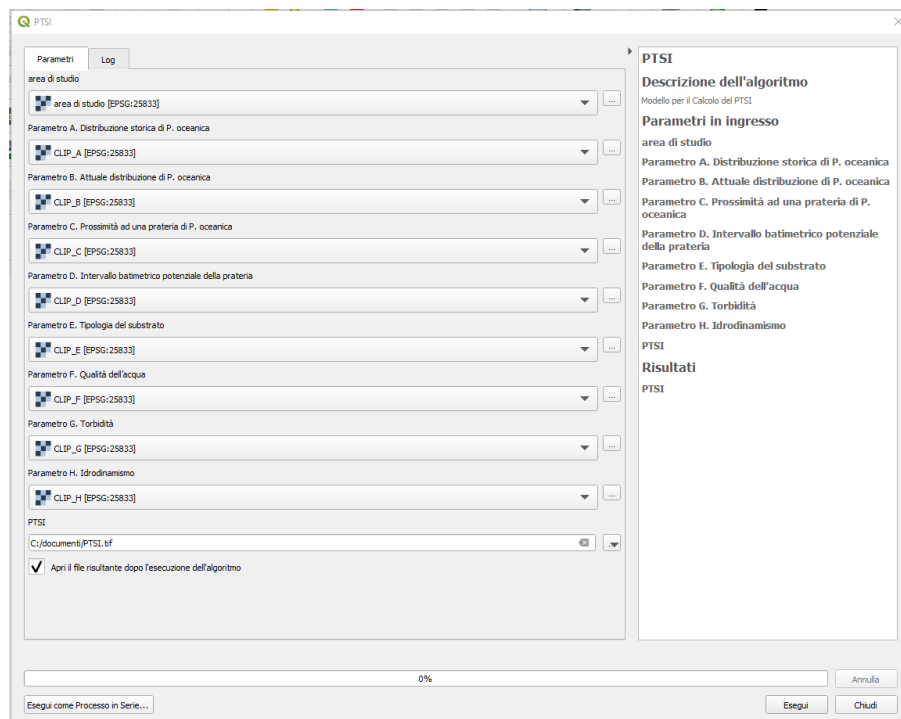 PTSI
Parametri
Log
area di studio
area di studio [EPSG:25833]
...
Parametro A. Distribuzione storica di P. oceanica
CLIP_A [EPSG:25833]
...
Parametro B. Attuale distribuzione di P. oceanica
CLIP_B [EPSG:25833]
...
Parametro C. Prossimità ad una prateria di P. oceanica
CLIP_C [EPSG:25833]
...
Parametro D. Intervallo batimetrico potenziale della prateria
CLIP_D [EPSG:25833]
...
Parametro E. Tipologia del substrato
CLIP_E [EPSG:25833]
...
Parametro F. Qualità dell'acqua
CLIP_F [EPSG:25833]
...
Parametro G. Torbidità
CLIP_G [EPSG:25833]
...
Parametro H. Idrodinamismo
CLIP_H [EPSG:25833]
...
PTSI
C:/documenti/PTSI.tif
Apri il file risultante dopo l'esecuzione dell'algoritmo
PTSI
Descrizione dell'algoritmo
Modello per il Calcolo del PTSI
Parametri in ingresso
area di studio
Parametro A. Distribuzione storica di P. oceanica
Parametro B. Attuale distribuzione di P. oceanica
Parametro C. Prossimità ad una prateria di P.
oceanica
Parametro D. Intervallo batimetrico potenziale
della prateria
Parametro E. Tipologia del substrato
Parametro F. Qualità dell'acqua
Parametro G. Torbidità
Parametro H. Idrodinamismo
PTSI
Risultati
PTSI
0%
Annulla
Esegui come Processo in Serie...
Esegui
Chiudi